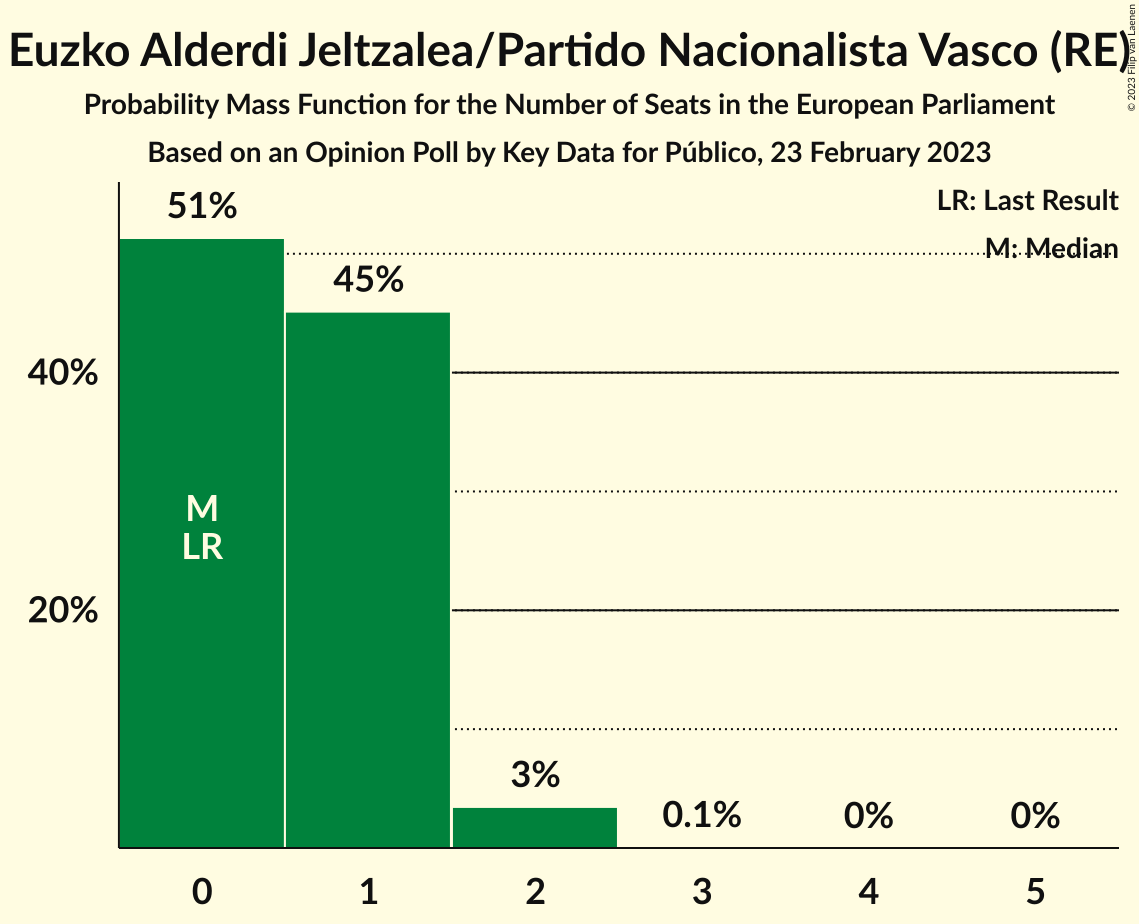 Euzko Alderdi Jeltzalea/Partido Nacionalista Vasco (RE)
© 2023 Filip van Laenen
Probability Mass Function for the Number of Seats in the European Parliament
Based on an Opinion Poll by Key Data for Público, 23 February 2023
LR: Last Result
M: Median
51%
45%
40%
M
LR
20%
3%
0.1%
0%
0%
0
1
2
3
4
5